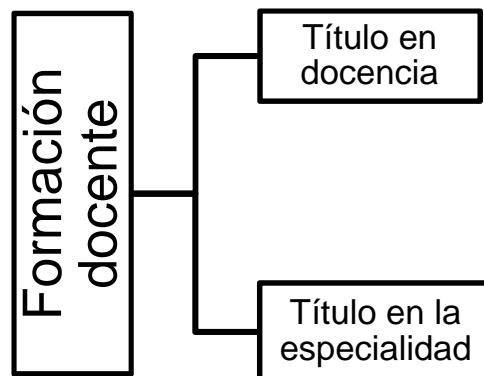 Formación
docente
Título en
docencia
Título en la
especialidad